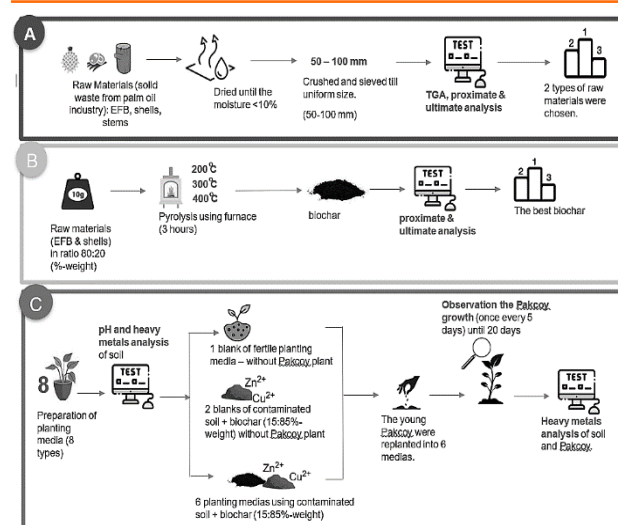 A
Raw Materials (solid
waste from palm oil
industry): EFB, shells,
stems
Dried until the
moisture <10%
50 – 100 mm
Crushed and sieved till
uniform size.
(50-100 mm)
TEST
TGA, proximate &
ultimate analysis
2 1 3
2 types of raw
materials were
chosen.
B
10g
Raw materials
(EFB & shells)
in ratio 80:20
(%-weight)
200°C
300°C
400°C
Pyrolysis using furnace
(3 hours)
biochar
TEST
proximate &
ultimate analysis
2 1 3
The best biochar
C
8
Preparation of
planting
media (8
types)
pH and heavy
metals analysis
of soil
TEST
1 blank of fertile planting
media – without Pakcoy plant
Zn2+
Cu2+
2 blanks of contaminated
soil + biochar (15:85%-
weight) without Pakcoy plant
Zn2+
Cu2+
6 planting medias using contaminated
soil + biochar (15:85%-weight)
The young
Pakcoy were
replanted into 6
medias.
Observation the Pakcoy
growth (once every 5
days) until 20 days
TEST
Heavy metals
analysis of soil
and Pakcoy.